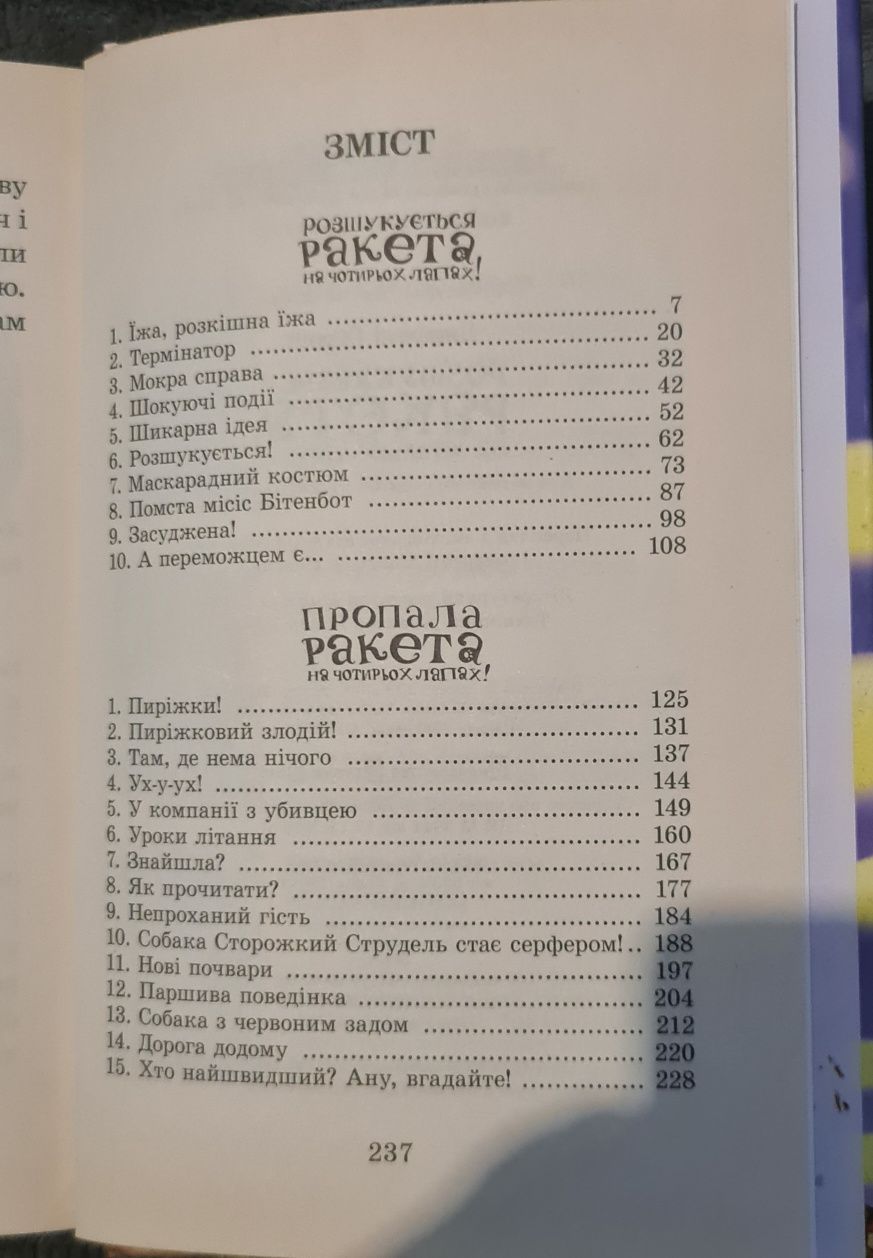 ву
ч і
ли
ю.
ам
ЗМІСТ
РОЗШУКУЄТЬСЯ
РАКЕТА
НА ЧОТИРЬОХ ЛАПАХ!
1. Їжа, розкішна їжа ........ 7
2. Термінатор ........ 20
3. Мокра справа ........ 32
4. Шокуючі події ........ 42
5. Шикарна ідея ........ 52
6. Розшукується! ........ 62
7. Маскарадний костюм ........ 73
8. Помста місіс Бітенбот ........ 87
9. Засуджена! ........ 98
10. А переможцем є... ........ 108
ПРОПАЛА
РАКЕТА
НА ЧОТИРЬОХ ЛАПАХ!
1. Пиріжки! ........ 125
2. Пиріжковий злодій! ........ 131
3. Там, де нема нічого ........ 137
4. Ух-у-ух! ........ 144
5. У компанії з убивцею ........ 149
6. Уроки літання ........ 160
7. Знайшла? ........ 167
8. Як прочитати? ........ 177
9. Непроханий гість ........ 184
10. Собака Сторожкий Струдель стає серфером!.. 188
11. Нові почвари ........ 197
12. Паршива поведінка ........ 204
13. Собака з червоним задом ........ 212
14. Дорога додому ........ 220
15. Хто найшвидший? Ану, вгадайте! ........ 228
237